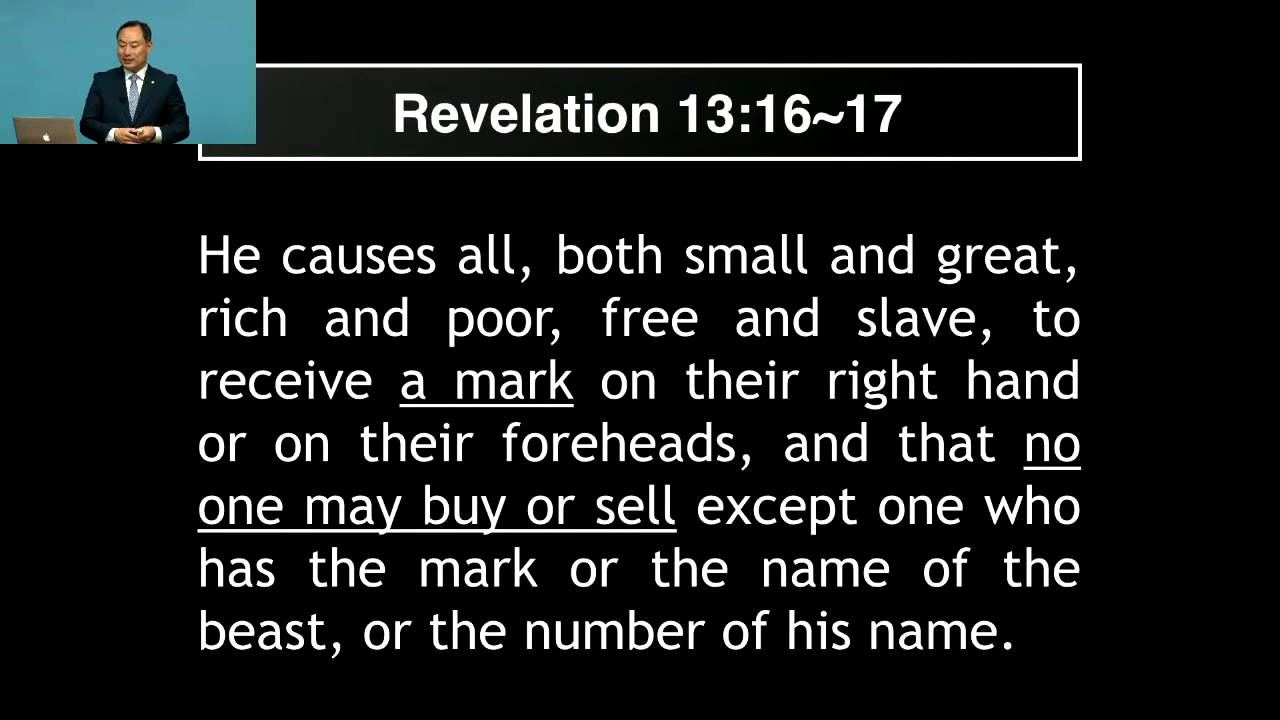 Revelation 13:16~17
He causes all, both small and great,
rich and poor, free and slave, to
receive a mark on their right hand
or on their foreheads, and that no
one may buy or sell except one who
has the mark or the name of the
beast, or the number of his name.